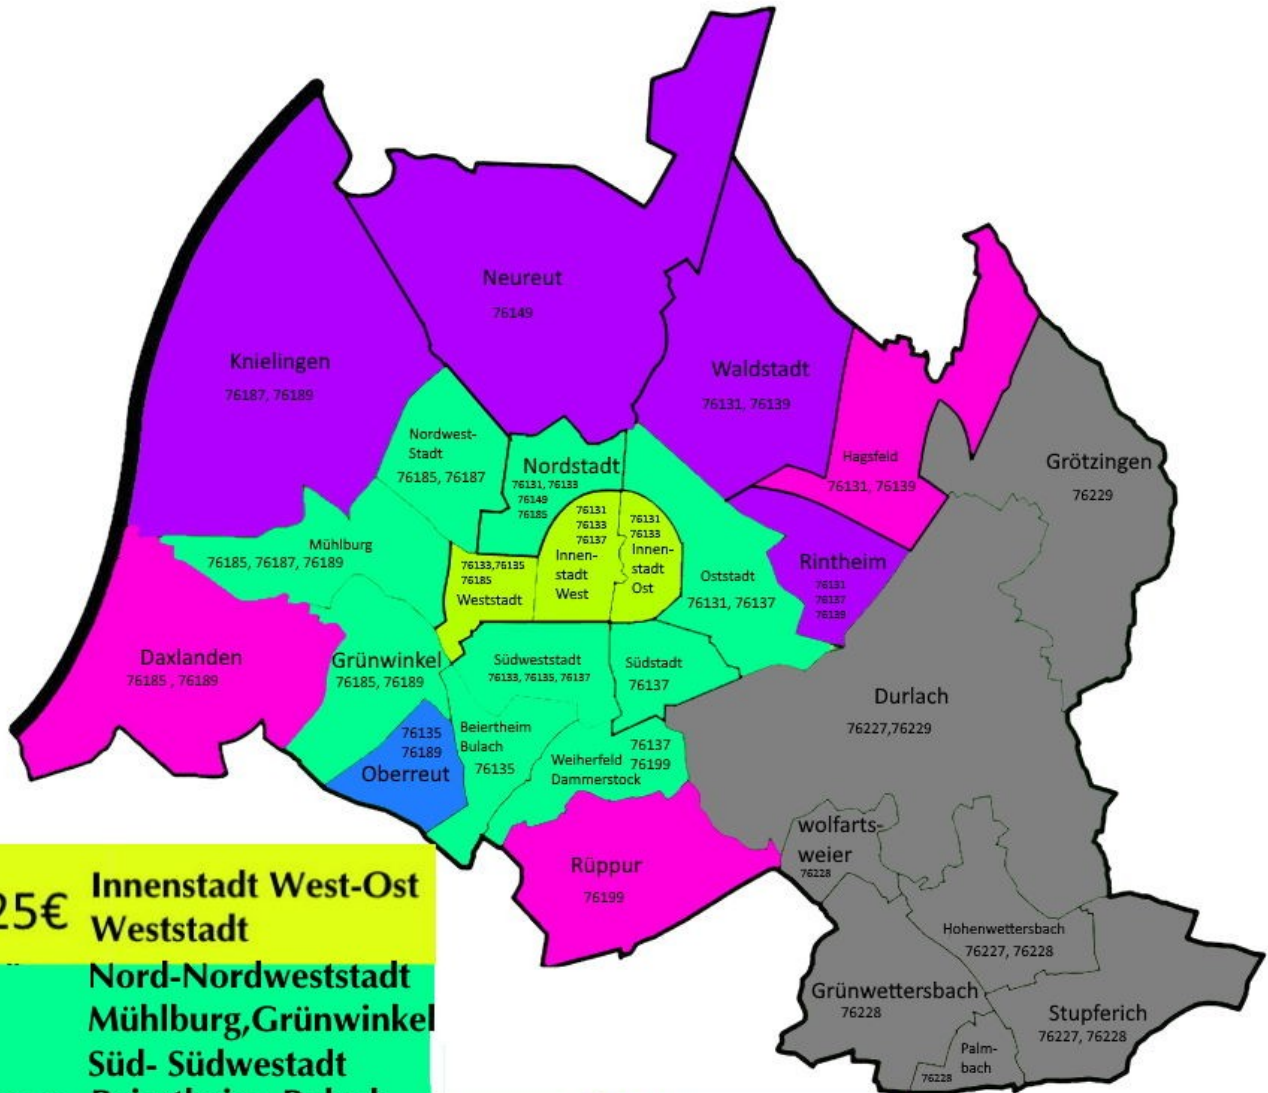 Neureut
76149
Knielingen
76187, 76189
Waldstadt
76131, 76139
Hagsfeld
76131, 76139
Grötzingen
76229
Nordwest-
Stadt
76185, 76187
Nordstadt
76131, 76133
76149
76185
76131
76133
76137
Innen-
stadt
West
76131
76133
Innen-
stadt
Ost
Mühlburg
76185, 76187, 76189
76133,76135
76185
Weststadt
Oststadt
76131, 76137
Rintheim
76131
76137
76139
Daxlanden
76185 , 76189
Grünwinkel
76185, 76189
Südweststadt
76133, 76135, 76137
Südstadt
76137
Durlach
76227,76229
76135
76189
Oberreut
Beiertheim
Bulach
76135
76137
Weiherfeld 76199
Dammerstock
Rüppur
76199
wolfarts-
weier
76228
Hohenwettersbach
76227, 76228
Grünwettersbach
76228
Stupferich
76227, 76228
Palm-
bach
76228
25€
Innenstadt West-Ost
Weststadt
Nord-Nordweststadt
Mühlburg,Grünwinkel
Süd- Südwestadt